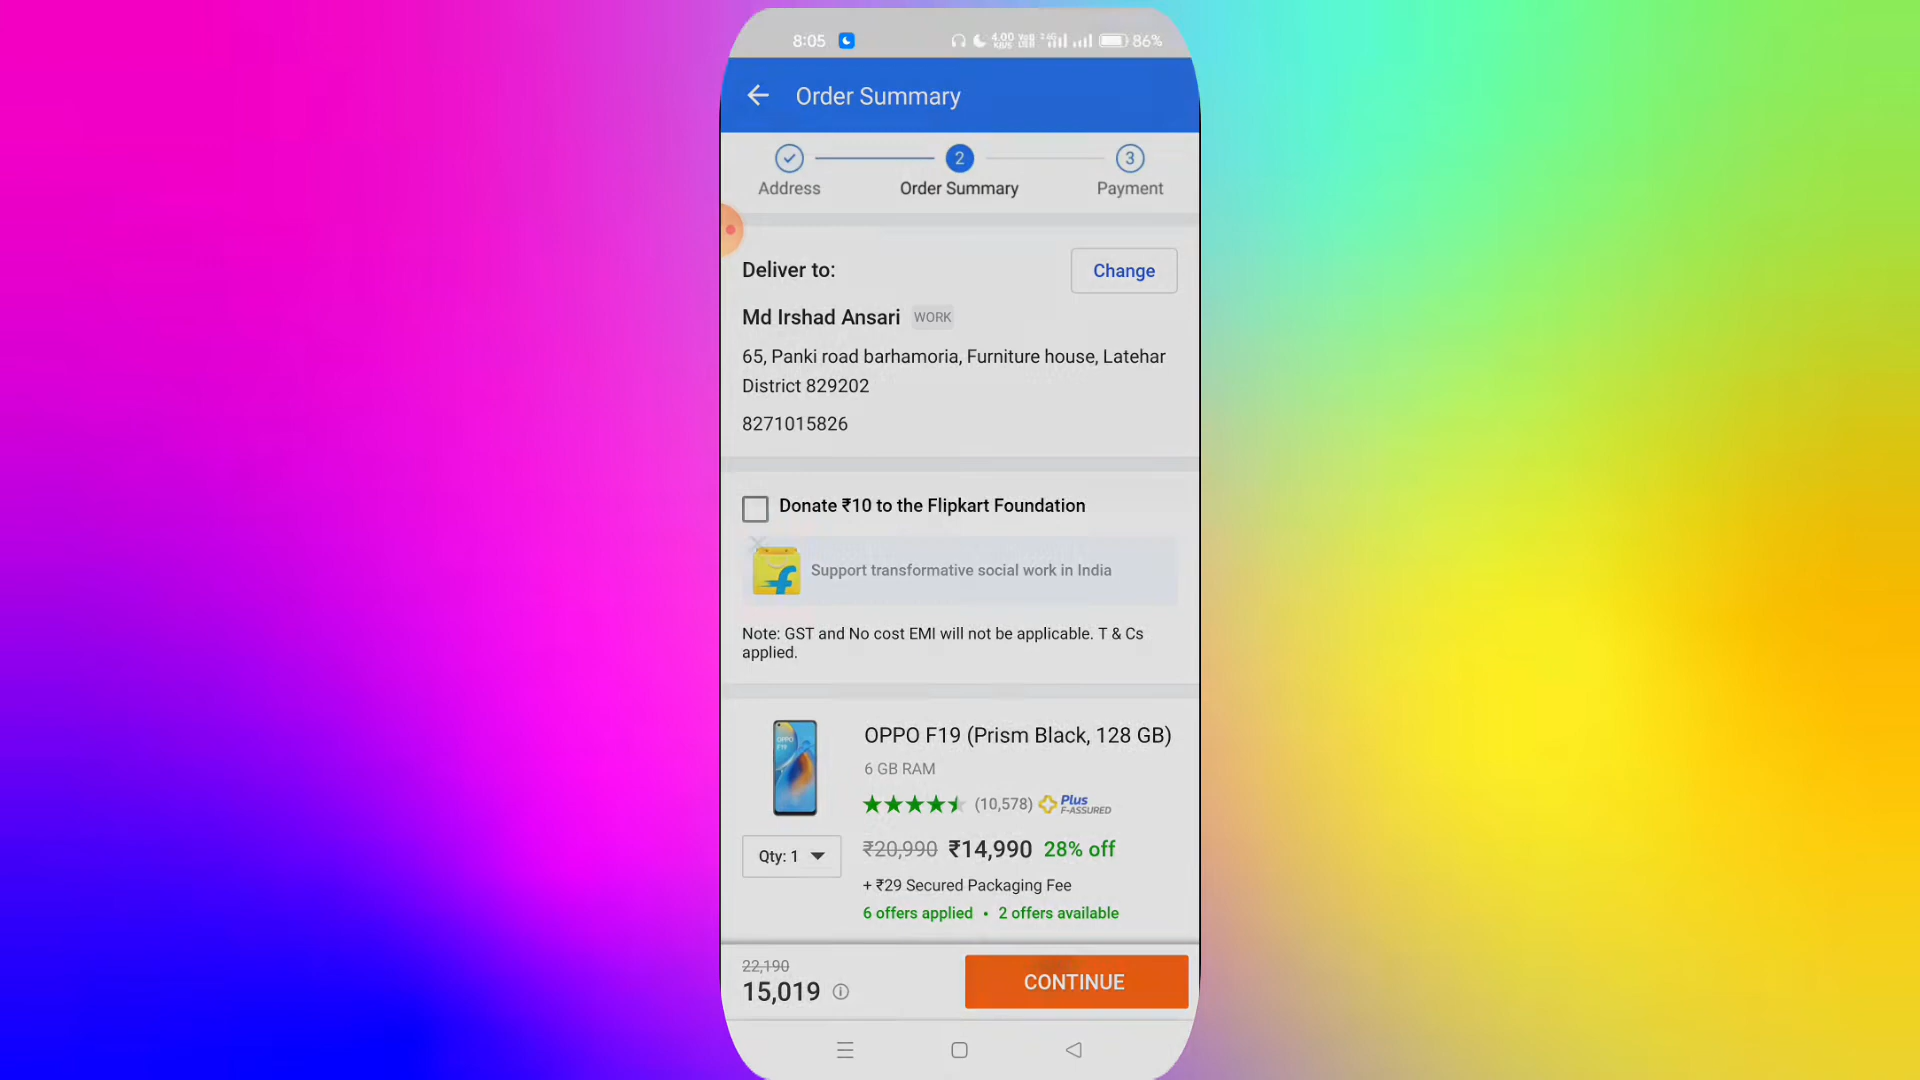 8:05 4.00 KB/S 86%
Order Summary
2 3
Address Order Summary Payment
Deliver to: Change
Md Irshad Ansari WORK
65, Panki road barhamoria, Furniture house, Latehar
District 829202
8271015826
Donate ₹10 to the Flipkart Foundation
Support transformative social work in India
Note: GST and No cost EMI will not be applicable. T & Cs
applied.
OPPO F19 (Prism Black, 128 GB)
6 GB RAM
(10,578) Plus
F-ASSURED
Qty: 1 ₹20,990 ₹14,990 28% off
+ ₹29 Secured Packaging Fee
6 offers applied • 2 offers available
22,190
15,019 CONTINUE